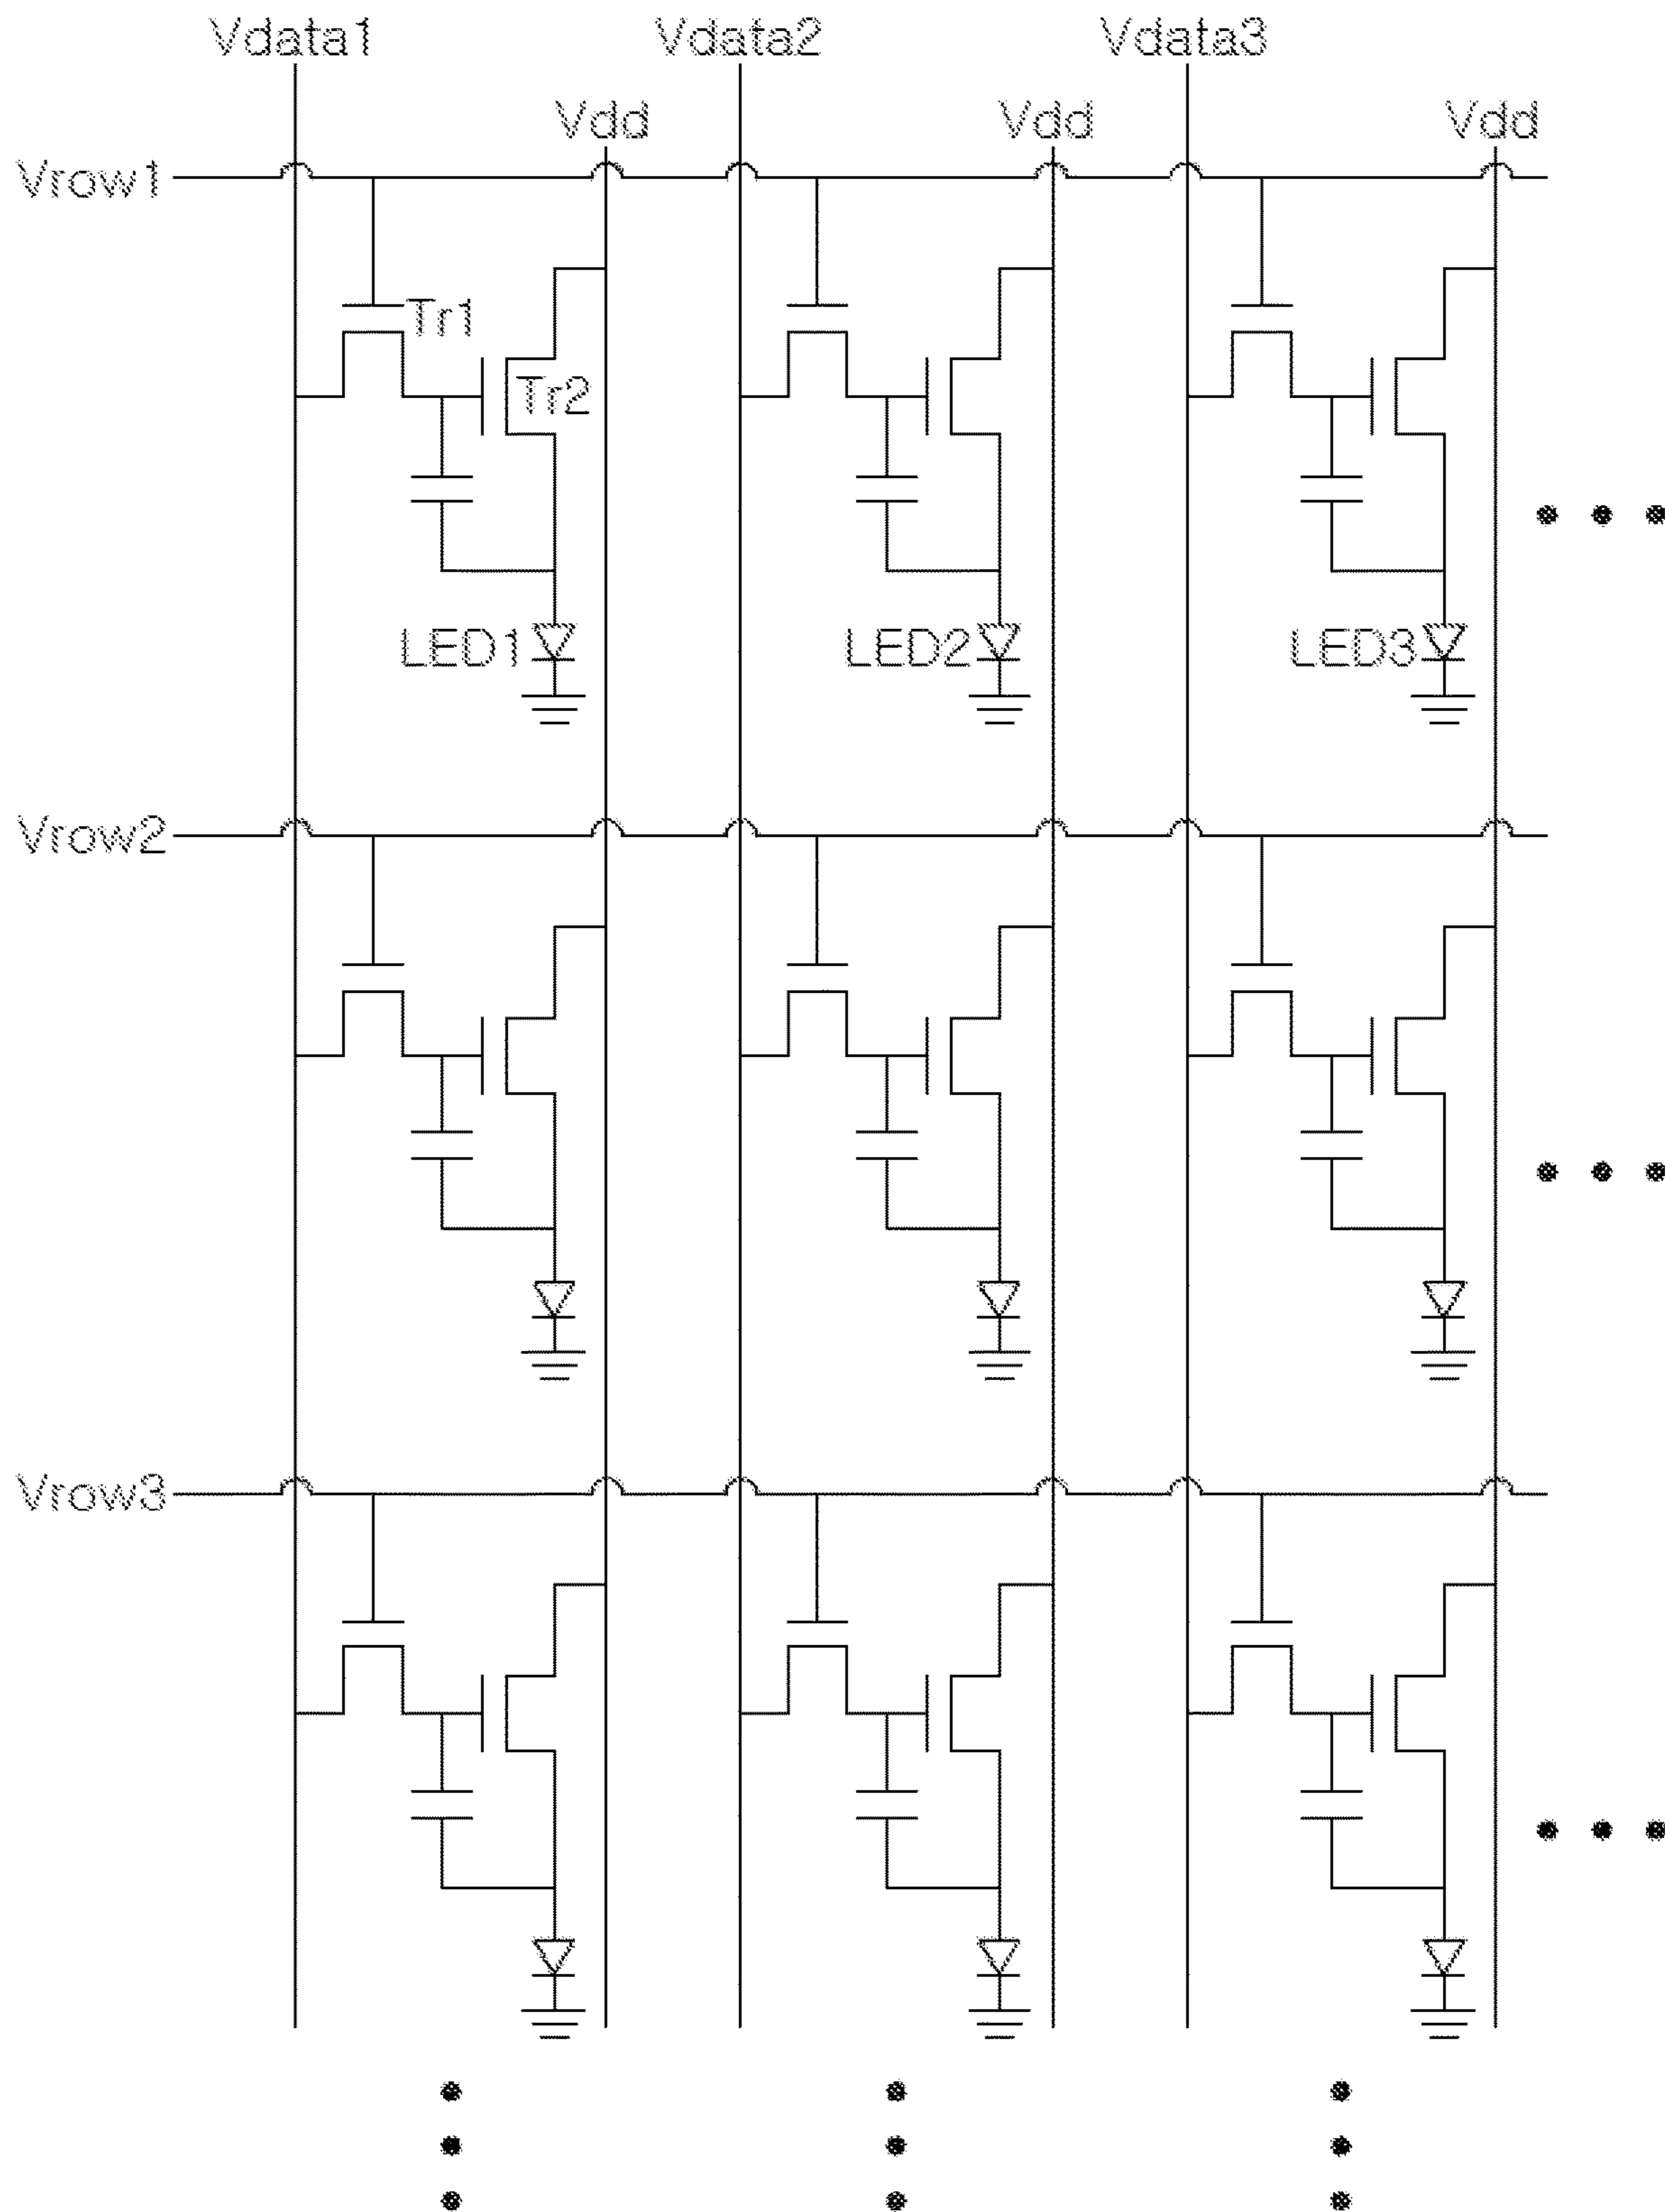 Vdata1 Vdata2 Vdata3
Vdd Vdd Vdd
Vrow1
Tr1
Tr2
LED1 LED2 LED3
Vrow2
Vrow3